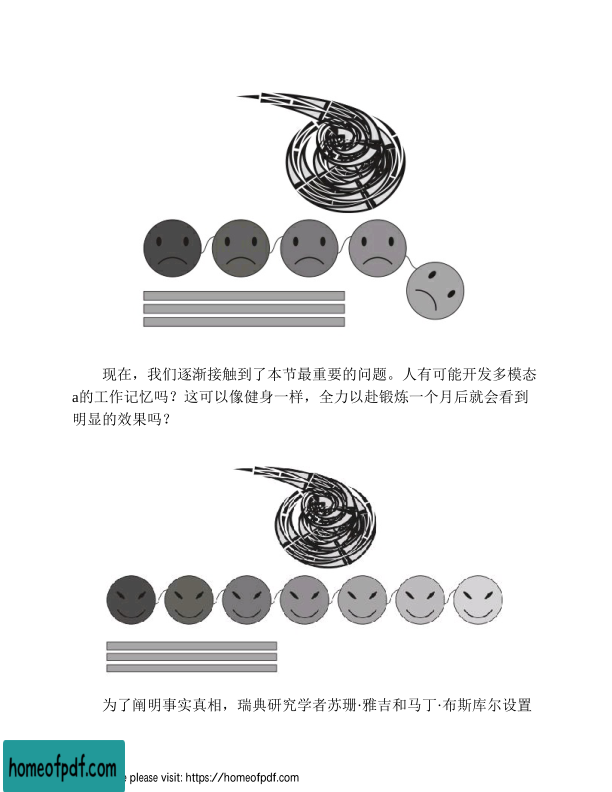 现在，我们逐渐接触到了本节最重要的问题。人有可能开发多模态
a的工作记忆吗？这可以像健身一样，全力以赴锻炼一个月后就会看到
明显的效果吗？
为了阐明事实真相，瑞典研究学者苏珊·雅吉和马丁·布斯库尔设置
homeofpdf.com
e please visit: https://homeofpdf.com